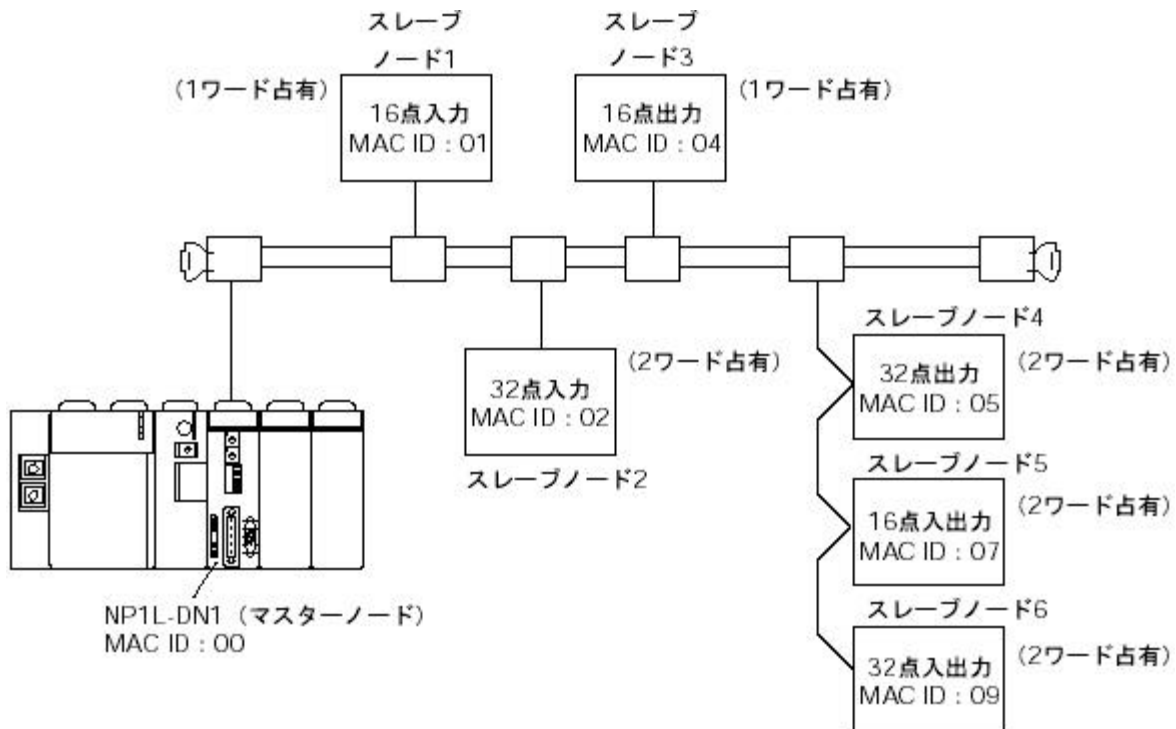 スレーブ
ノード1
(1ワード占有)
16点入力
MAC ID : 01
スレーブ
ノード3
(1ワード占有)
16点出力
MAC ID : 04
(2ワード占有)
32点入力
MAC ID : 02
スレーブノード2
スレーブノード4
(2ワード占有)
32点出力
MAC ID : 05
スレーブノード5
(2ワード占有)
16点入出力
MAC ID : 07
スレーブノード6
(2ワード占有)
32点入出力
MAC ID : 09
NP1L-DN1 (マスターノード)
MAC ID : 00